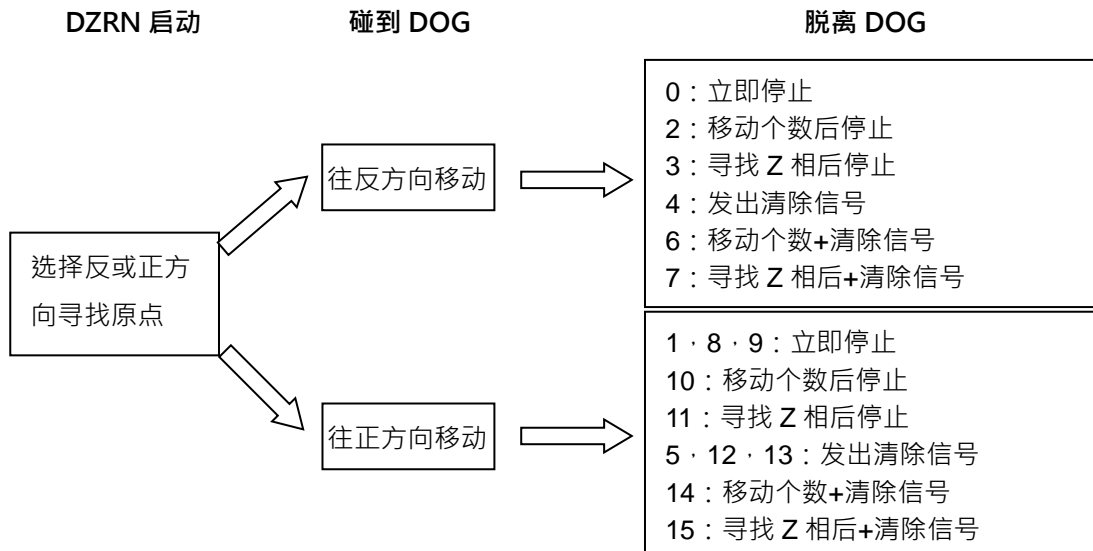 DZRN 启动
碰到 DOG
脱离 DOG
選择反或正方
向寻找原点
往反方向移动
0：立即停止
2：移动个数后停止
3：寻找 Z 相后停止
4：发出清除信号
6：移动个数+清除信号
7：寻找 Z 相后+清除信号
往正方向移动
1﹒8﹒9：立即停止
10：移动个数后停止
11：寻找 Z 相后停止
5﹒12﹒13：发出清除信号
14：移动个数+清除信号
15：寻找 Z 相后+清除信号